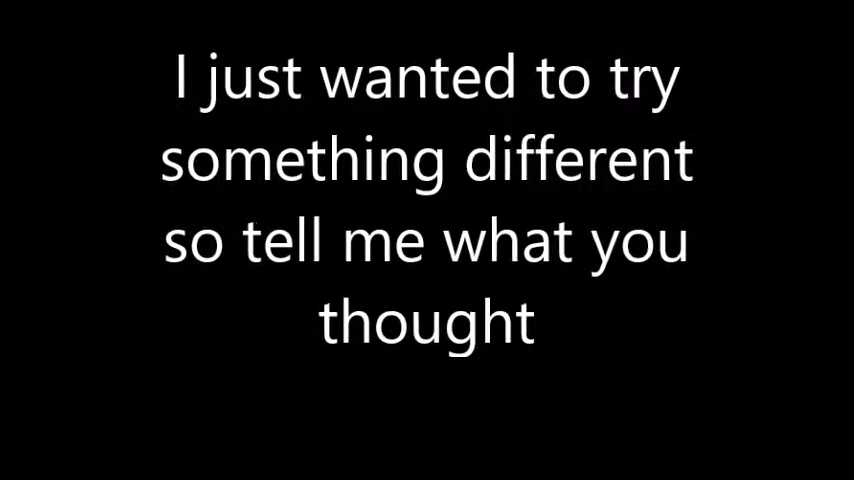 I just wanted to try
something different
so tell me what you
thought